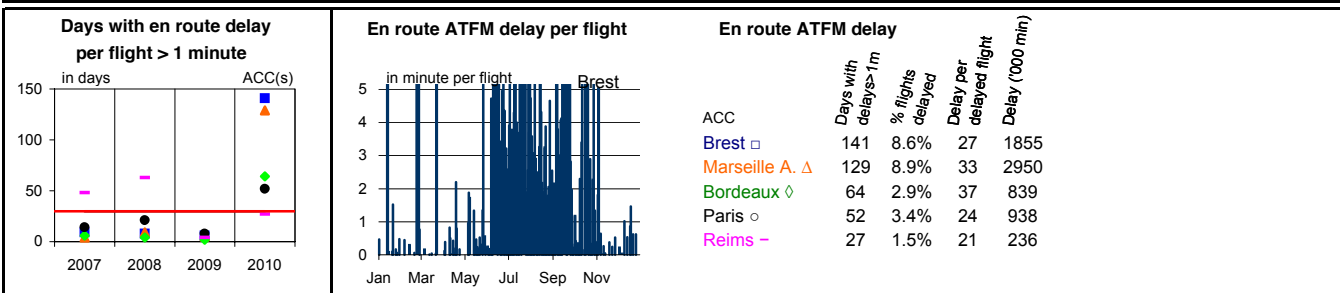 Days with en route delay
per flight > 1 minute
in days
ACC(s)
150
100
50
0
2007 2008 2009 2010
En route ATFM delay per flight
in minute per flight
Brest
5
4
3
2
1
0
Jan Mar May Jul Sep Nov
En route ATFM delay
ACC
Days with
delays>1m
% flights
delayed
Delay per
delayed flight
Delay ('000 min)
Brest □ 141 8.6% 27 1855
Marseille A. Δ 129 8.9% 33 2950
Bordeaux ◊ 64 2.9% 37 839
Paris ○ 52 3.4% 24 938
Reims − 27 1.5% 21 236